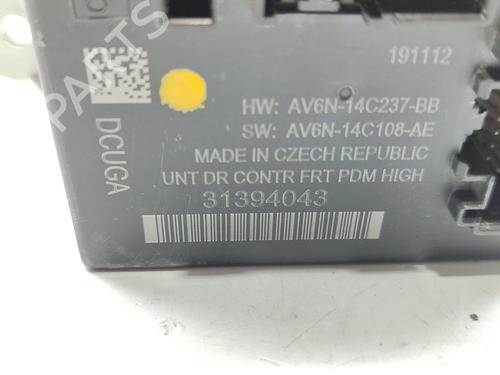 191112
HW: AV6N-14C237-BB
SW: AV6N-14C108-AE
MADE IN CZECH REPUBLIC
UNT DR CONTR FRT PDM HIGH
31394043
DCUGA